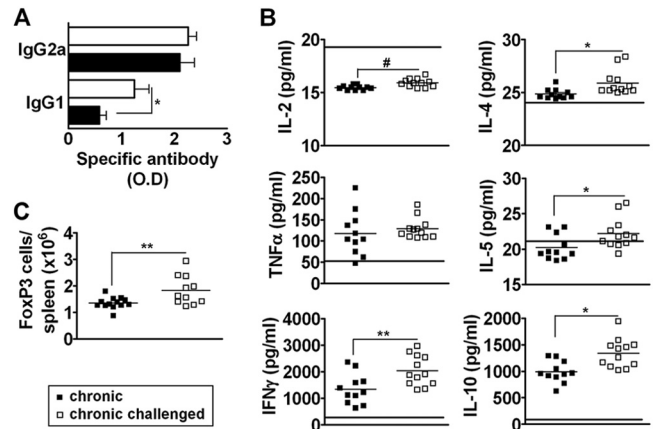 A
IgG2a
IgG1
*
0 1 2 3
Specific antibody
(O.D)
B
IL-2 (pg/ml)
20
15
10
#
IL-4 (pg/ml)
30
25
20
*
TNFα (pg/ml)
250
200
150
100
50
0
IL-5 (pg/ml)
30
25
20
15
*
IFNγ (pg/ml)
4000
3000
2000
1000
0
**
IL-10 (pg/ml)
2000
1500
1000
500
0
*
C
FoxP3 cells/
spleen (x10⁶)
4
3
2
1
0
**
■ chronic
□ chronic challenged